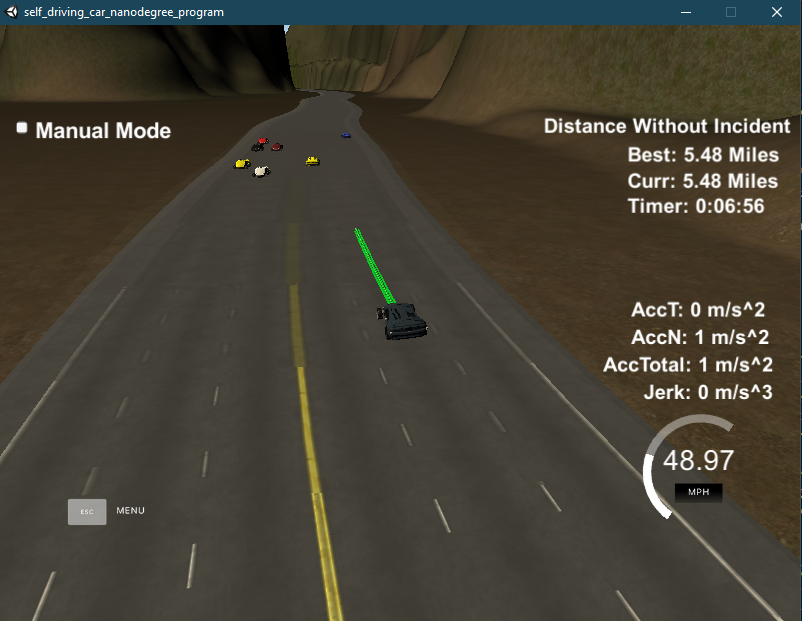 self_driving_car_nanodegree_program
Manual Mode
Distance Without Incident
Best: 5.48 Miles
Curr: 5.48 Miles
Timer: 0:06:56
AccT: 0 m/s^2
AccN: 1 m/s^2
AccTotal: 1 m/s^2
Jerk: 0 m/s^3
48.97
MPH
ESC MENU